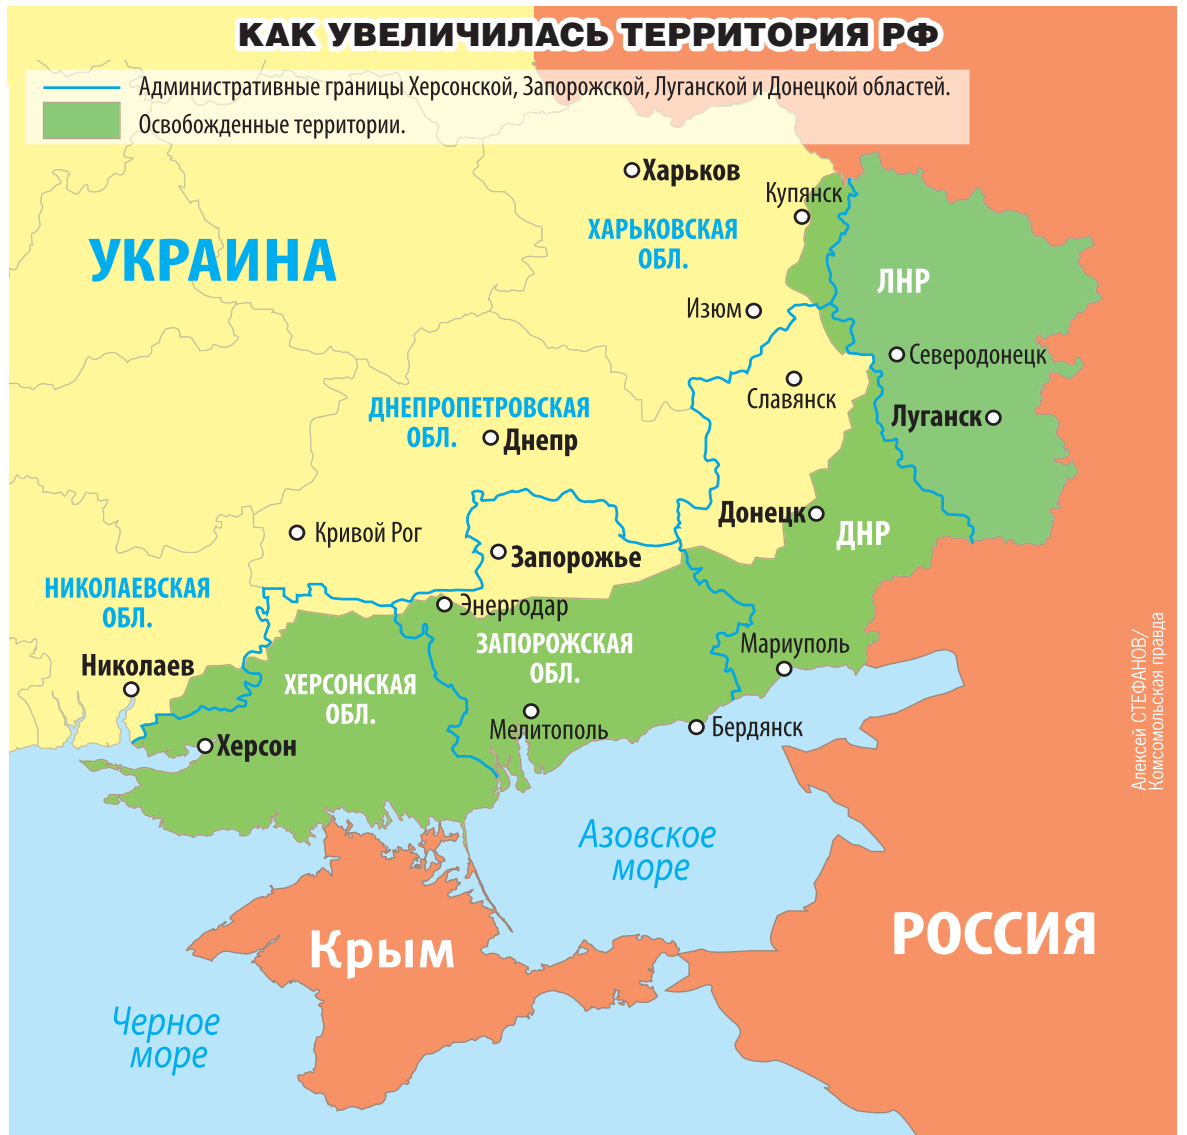 КАК УВЕЛИЧИЛАСЬ ТЕРРИТОРИЯ РФ
Административные границы Херсонской, Запорожской, Луганской и Донецкой областей.
Освобожденные территории.
Харьков
Купянск
ХАРЬКОВСКАЯ
ОБЛ.
УКРАИНА
ЛНР
Изюм
Северодонецк
Славянск
ДНЕПРОПЕТРОВСКАЯ
ОБЛ.
Днепр
Луганск
Донецк
ДНР
Кривой Рог
Запорожье
НИКОЛАЕВСКАЯ
ОБЛ.
Энергодар
ЗАПОРОЖСКАЯ
ОБЛ.
Мариуполь
Николаев
ХЕРСОНСКАЯ
ОБЛ.
Мелитополь
Бердянск
Херсон
Алексей СТЕФАНОВ/
Комсомольская правда
Азовское
море
РОССИЯ
Крым
Черное
море